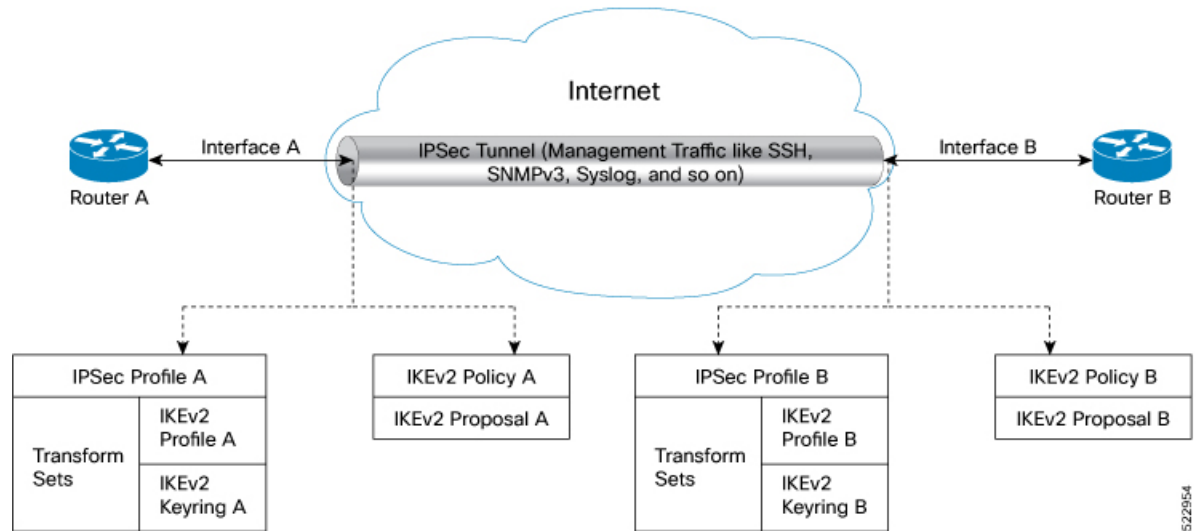 Internet
Interface A
IPSec Tunnel (Management Traffic like SSH,
SNMPv3, Syslog, and so on)
Interface B
Router A
Router B
IPSec Profile A
Transform
Sets
IKEv2
Profile A
IKEv2
Keyring A
IKEv2 Policy A
IKEv2 Proposal A
IPSec Profile B
Transform
Sets
IKEv2
Profile B
IKEv2
Keyring B
IKEv2 Policy B
IKEv2 Proposal B
522954